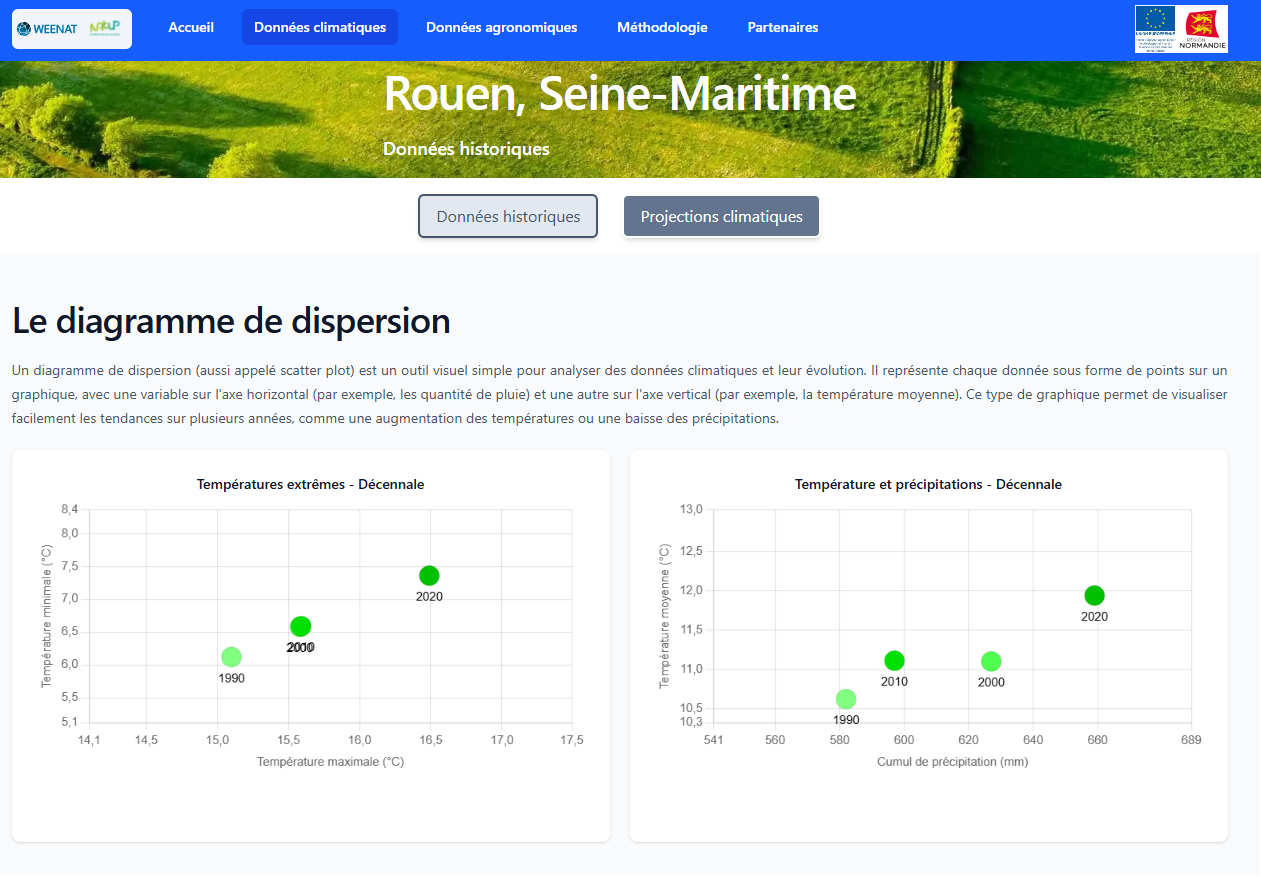 WEENAT
Accueil
Données climatiques
Données agronomiques
Méthodologie
Partenaires
UNION EUROPÉENNE
RÉGION
NORMANDIE
Rouen, Seine-Maritime
Données historiques
Données historiques
Projections climatiques
Le diagramme de dispersion
Un diagramme de dispersion (aussi appelé scatter plot) est un outil visuel simple pour analyser des données climatiques et leur évolution. Il représente chaque donnée sous forme de points sur un
graphique, avec une variable sur l'axe horizontal (par exemple, les quantité de pluie) et une autre sur l'axe vertical (par exemple, la température moyenne). Ce type de graphique permet de visualiser
facilement les tendances sur plusieurs années, comme une augmentation des températures ou une baisse des précipitations.
Températures extrêmes - Décennale
Température minimale (°C)
8,4
8,0
7,5
7,0
6,5
6,0
5,5
5,1
2020
2010
2000
1990
14,1 14,5 15,0 15,5 16,0 16,5 17,0 17,5
Température maximale (°C)
Température et précipitations - Décennale
Température moyenne (°C)
13,0
12,5
12,0
11,5
11,0
10,5
10,3
2020
2010
2000
1990
541 560 580 600 620 640 660 689
Cumul de précipitation (mm)